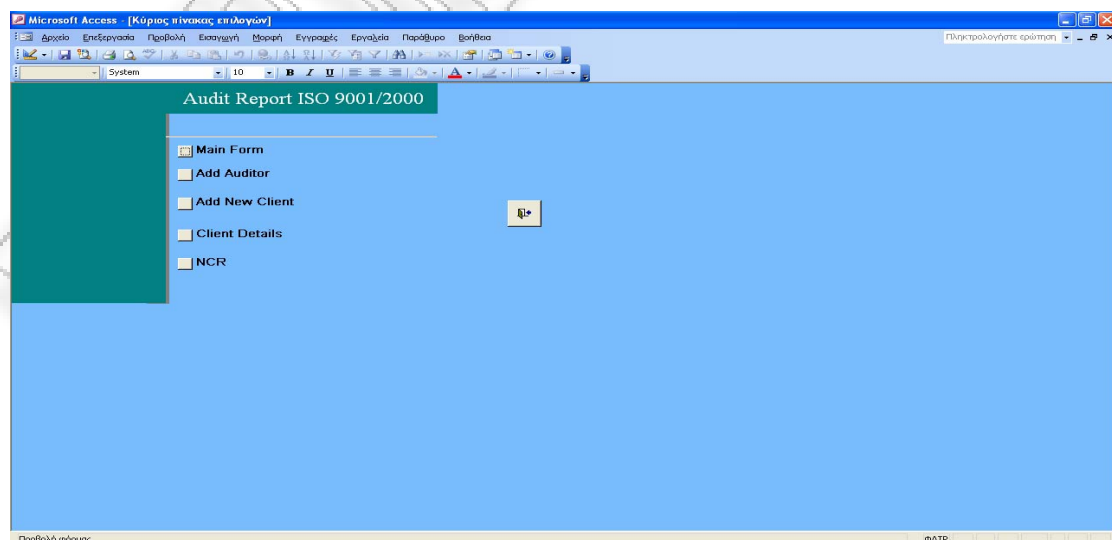 Microsoft Access - [Κύριος πίνακας επιλογών]
Αρχείο Επεξεργασία Προβολή Εισαγωγή Μορφή Εγγραφές Εργαλεία Παράθυρο Βοήθεια Πληκτρολογήστε ερώτηση
System 10 B I U
Audit Report ISO 9001/2000
Main Form
Add Auditor
Add New Client
Client Details
NCR
Προβολή φόρμας ΦΛΤΡ